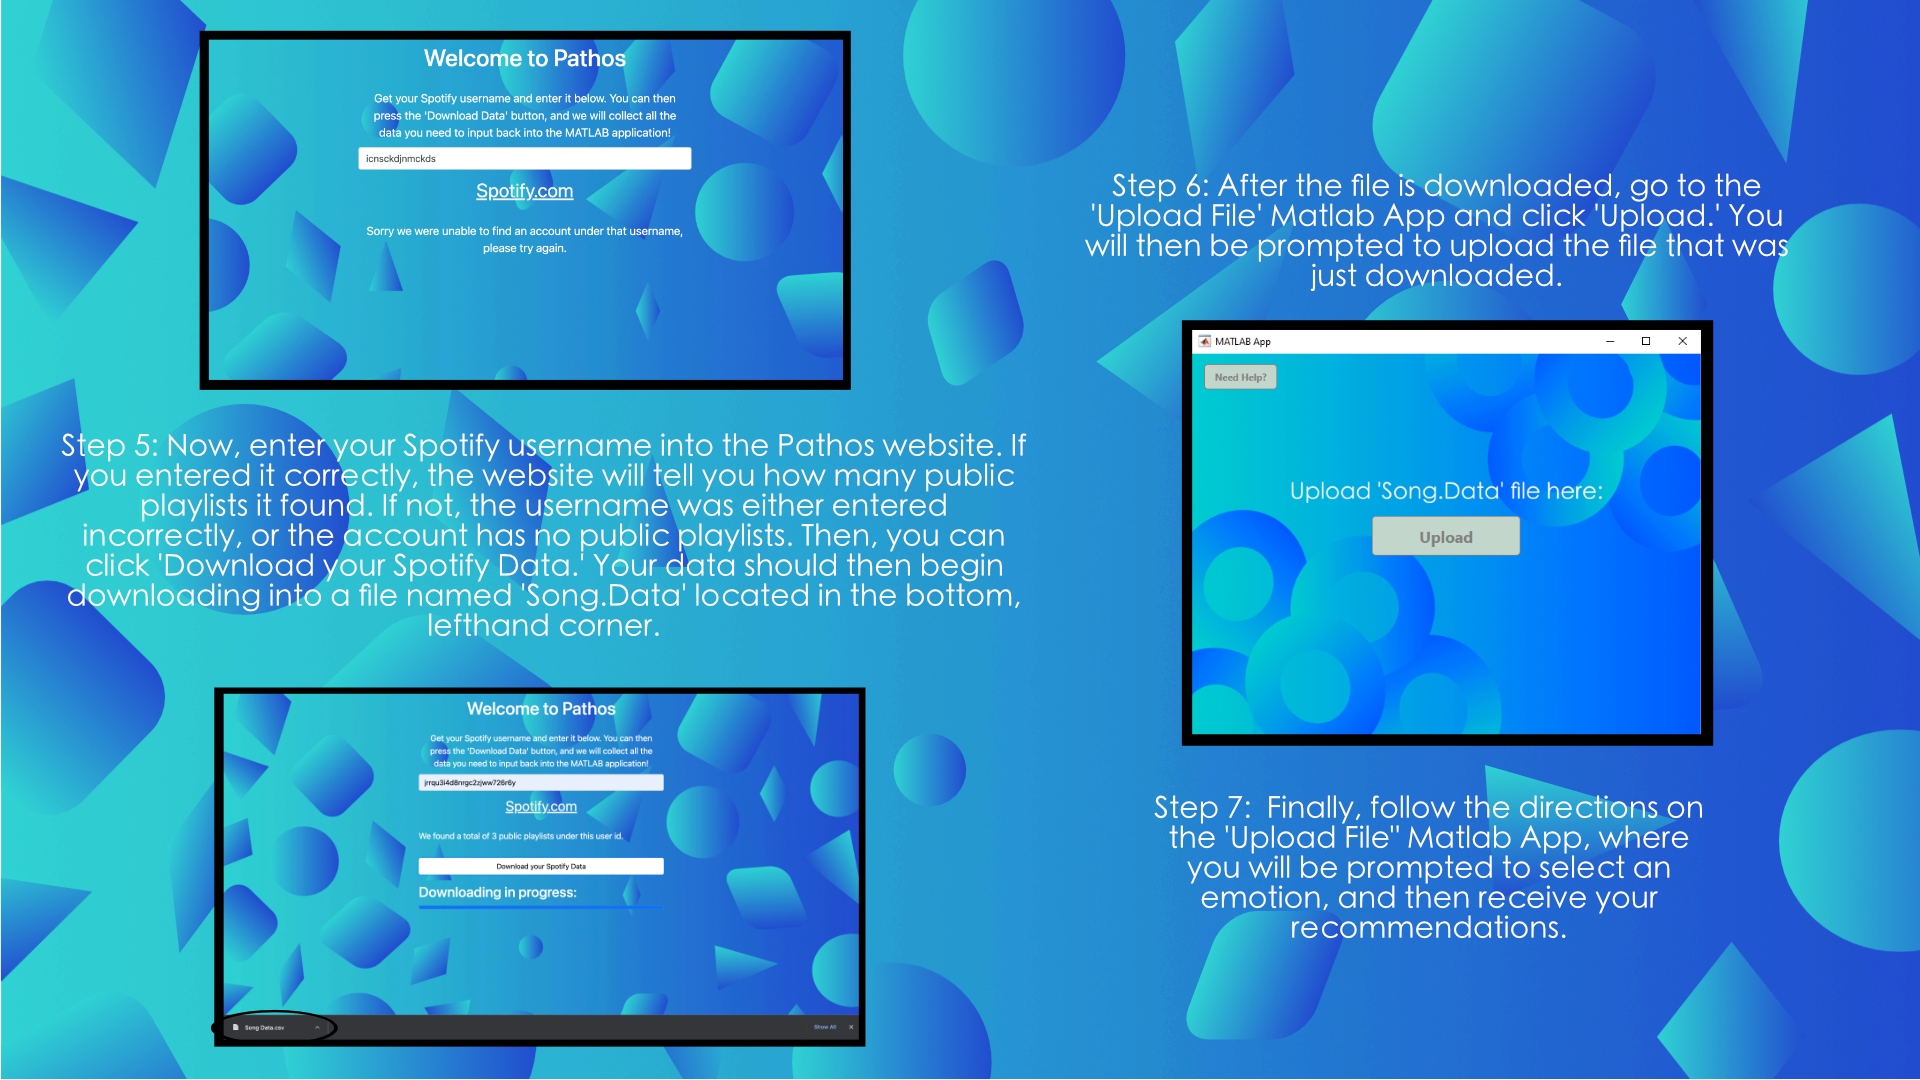 Welcome to Pathos
Get your Spotify username and enter it below. You can then
press the 'Download Data' button, and we will collect all the
data you need to input back into the MATLAB application!
icnsckdjnmckds
Spotify.com
Sorry we were unable to find an account under that username,
please try again.
Step 5: Now, enter your Spotify username into the Pathos website. If
you entered it correctly, the website will tell you how many public
playlists it found. If not, the username was either entered
incorrectly, or the account has no public playlists. Then, you can
click 'Download your Spotify Data.' Your data should then begin
downloading into a file named 'Song.Data' located in the bottom,
lefthand corner.
Welcome to Pathos
Get your Spotify username and enter it below. You can then
press the 'Download Data' button, and we will collect all the
data you need to input back into the MATLAB application!
jrrqu3i4d8nrgc2zjww726r6y
Spotify.com
We found a total of 3 public playlists under this user id.
Download your Spotify Data
Downloading in progress:
Song Data.csv
Show All
Step 6: After the file is downloaded, go to the
'Upload File' Matlab App and click 'Upload.' You
will then be prompted to upload the file that was
just downloaded.
MATLAB App
Need Help?
Upload 'Song.Data' file here:
Upload
Step 7:  Finally, follow the directions on
the 'Upload File" Matlab App, where
you will be prompted to select an
emotion, and then receive your
recommendations.